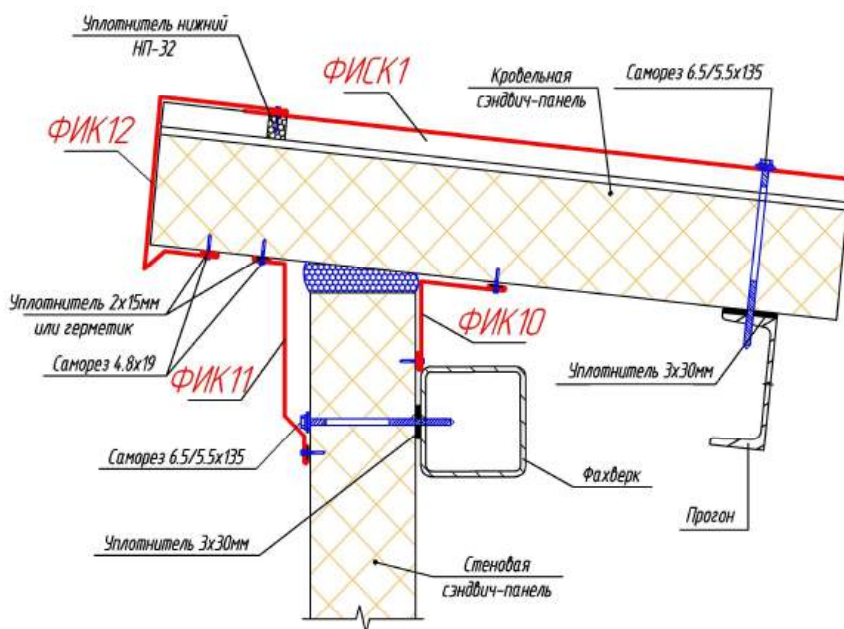 Уплотнитель нижний
НП-32
ФИСК1
Кровельная
сэндвич-панель
Саморез 6.5/5.5х135
ФИК12
Уплотнитель 2х15мм
или герметик
Саморез 4.8х19
ФИК11
ФИК10
Уплотнитель 3х30мм
Саморез 6.5/5.5х135
Фахверк
Прогон
Уплотнитель 3х30мм
Стеновая
сэндвич-панель